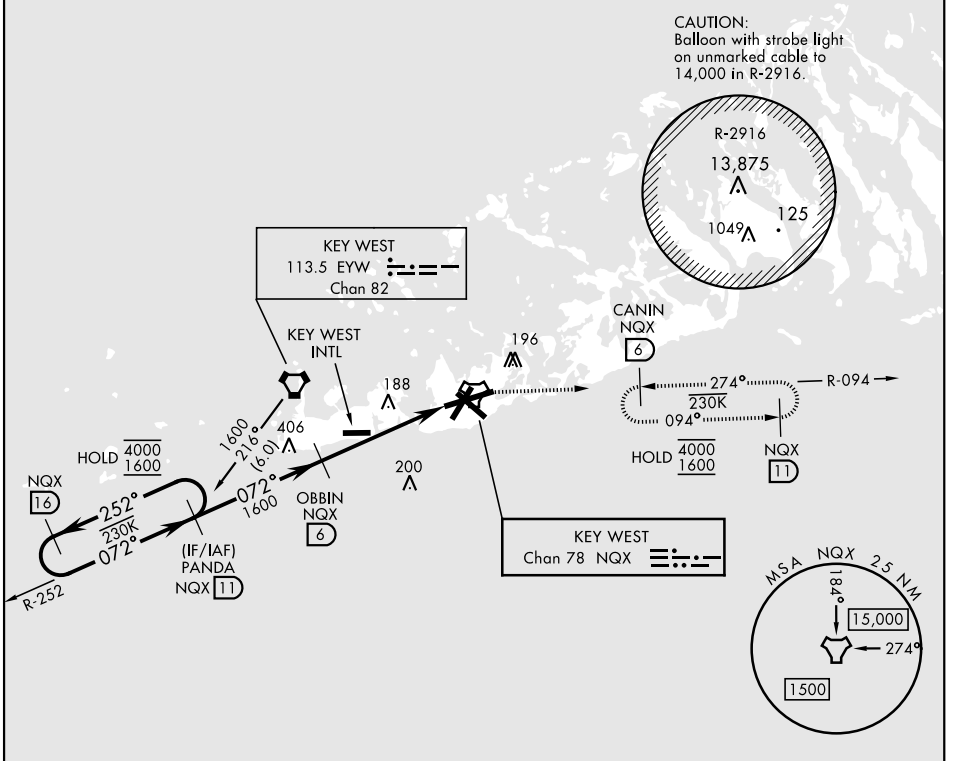 CAUTION:
Balloon with strobe light
on unmarked cable to
14,000 in R-2916.
R-2916
13,875
1049
125
KEY WEST
113.5 EYW
Chan 82
KEY WEST
INTL
188
196
CANIN
NQX
6
274°
230K
094°
R-094
HOLD 4000
1600
NQX
11
1600
216°
(6.0)
406
HOLD 4000
1600
NQX
16
252°
230K
072°
R-252
072°
1600
(IF/IAF)
PANDA
NQX 11
OBBIN
NQX
6
200
KEY WEST
Chan 78 NQX
MSA NQX 25 NM
184°
15,000
274°
1500